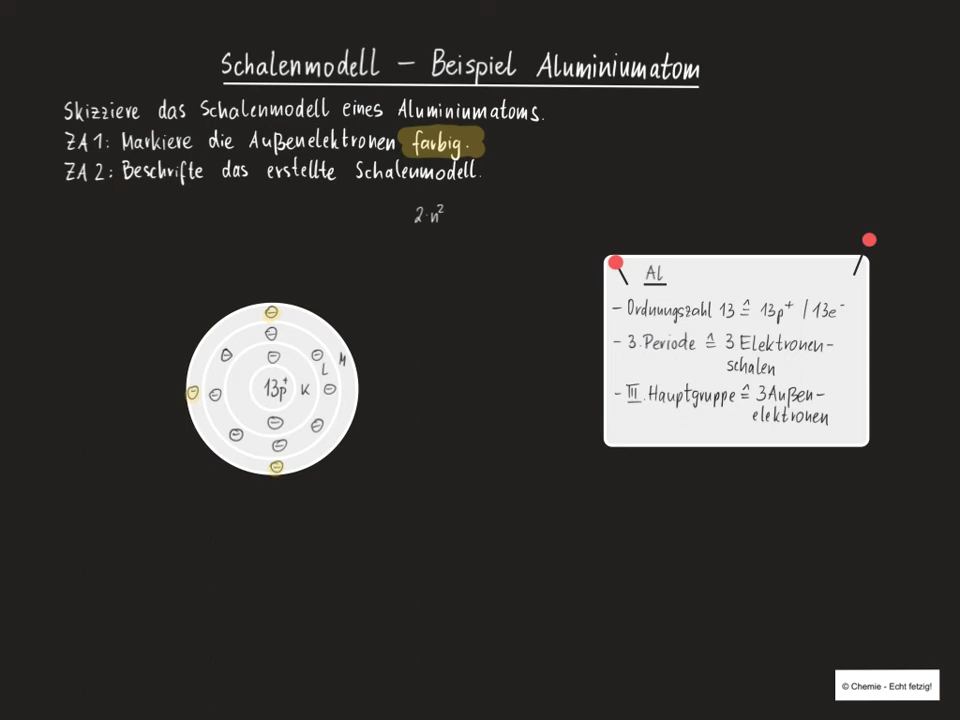 Schalenmodell – Beispiel Aluminiumatom
Skizziere das Schalenmodell eines Aluminiumatoms.
ZA 1: Markiere die Außenelektronen farbig.
ZA 2: Beschrifte das erstellte Schalenmodell.
2·n²
Al
– Ordnungszahl 13 ≙ 13p⁺ / 13e⁻
– 3. Periode ≙ 3 Elektronen-
schalen
– III. Hauptgruppe ≙ 3 Außen-
elektronen
13p⁺ K L M
© Chemie - Echt fetzig!